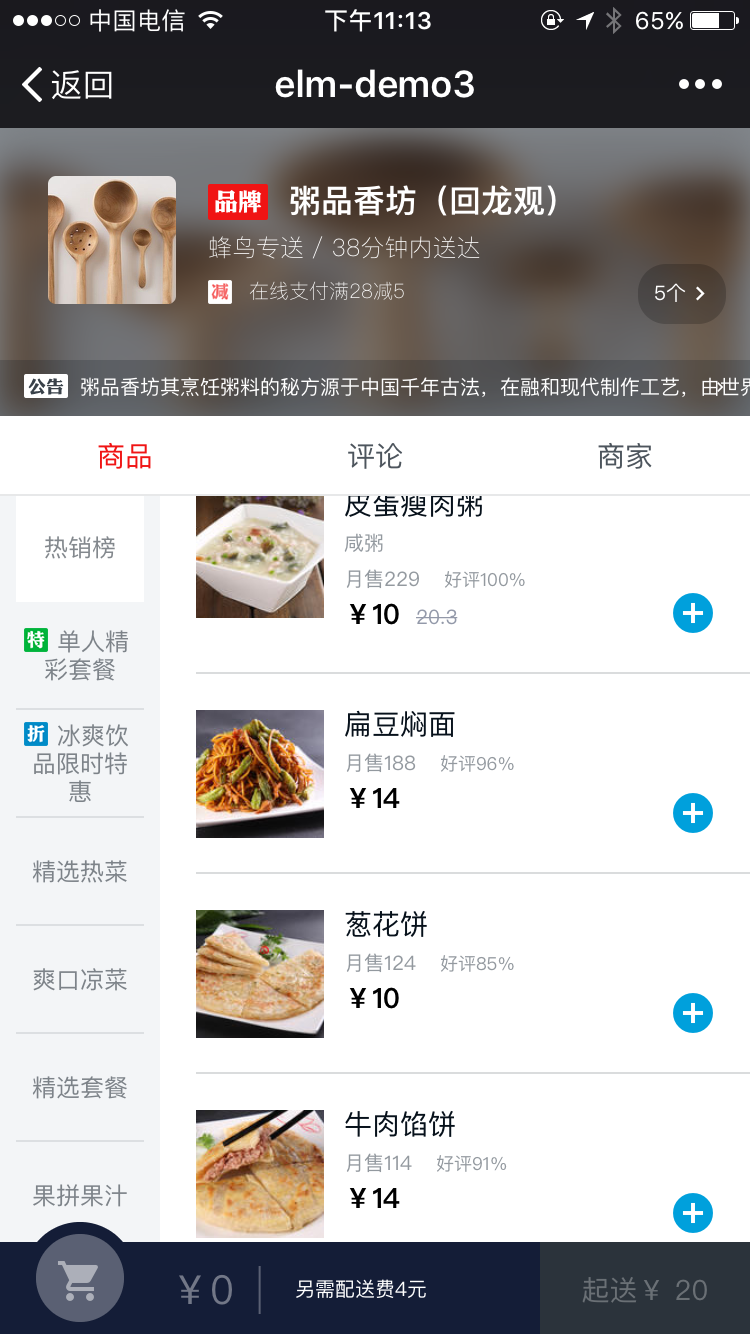 中国电信 下午11:13 65%
返回 elm-demo3
品牌 粥品香坊（回龙观）
蜂鸟专送 / 38分钟内送达
减 在线支付满28减5
5个
公告 粥品香坊其烹饪粥料的秘方源于中国千年古法，在融和现代制作工艺，由世界
商品 评论 商家
热销榜
特 单人精
彩套餐
折 冰爽饮
品限时特
惠
精选热菜
爽口凉菜
精选套餐
果拼果汁
皮蛋瘦肉粥
咸粥
月售229 好评100%
¥10 20.3
扁豆焖面
月售188 好评96%
¥14
葱花饼
月售124 好评85%
¥10
牛肉馅饼
月售114 好评91%
¥14
¥0 另需配送费4元 起送¥ 20